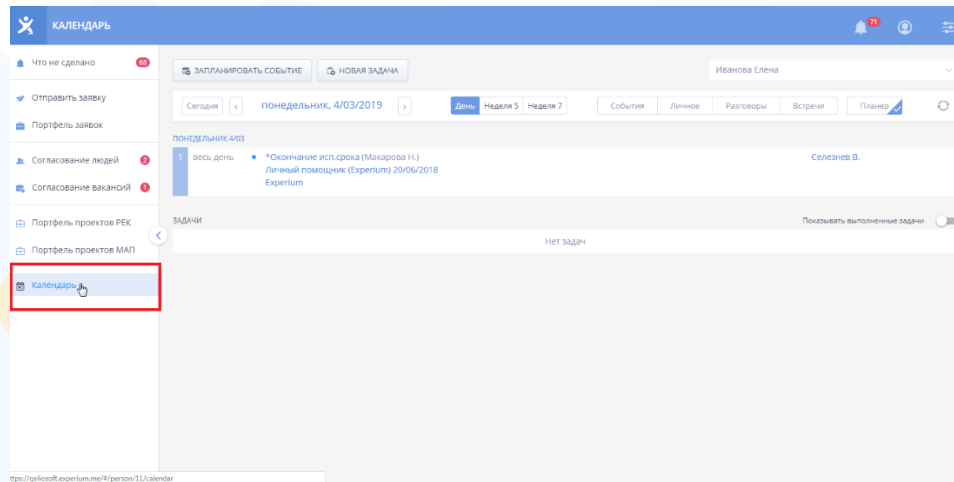 КАЛЕНДАРЬ
71
Что не сделано 68
Отправить заявку
Портфель заявок
Согласование людей 2
Согласование вакансий 1
Портфель проектов РЕК
Портфель проектов МАП
Календарь
ЗАПЛАНИРОВАТЬ СОБЫТИЕ НОВАЯ ЗАДАЧА Иванова Елена
Сегодня < понедельник, 4/03/2019 > День Неделя 5 Неделя 7 События Личное Разговоры Встречи Планер
ПОНЕДЕЛЬНИК 4/03
1 весь день • *Окончание исп.срока (Макарова Н.) Селезнев В.
Личный помощник (Experium) 20/06/2018
Experium
ЗАДАЧИ Показывать выполненные задачи
Нет задач
ttps://geliosoft.experium.me/#/person/11/calendar